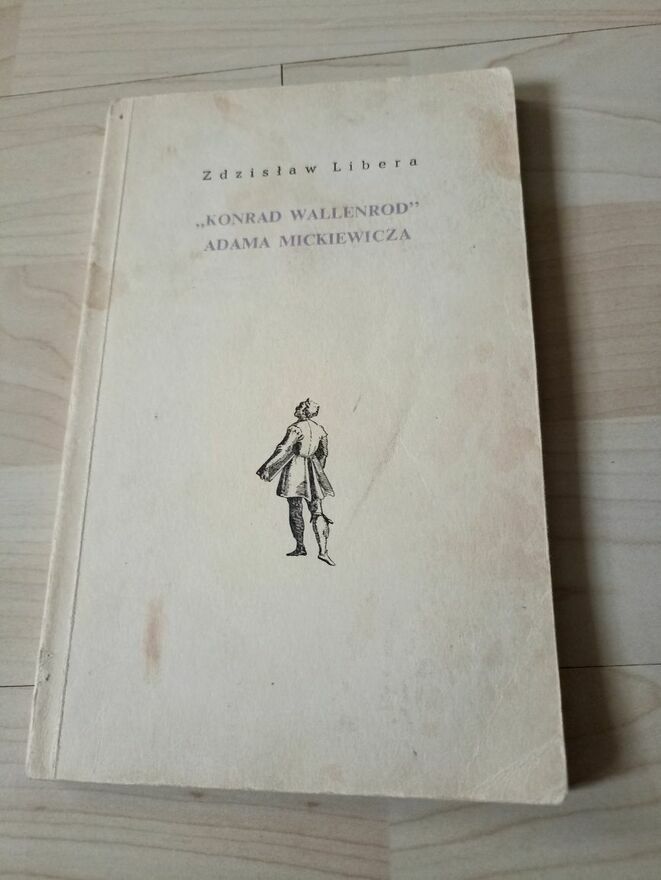 Zdzisław Libera
„KONRAD WALLENROD”
ADAMA MICKIEWICZA